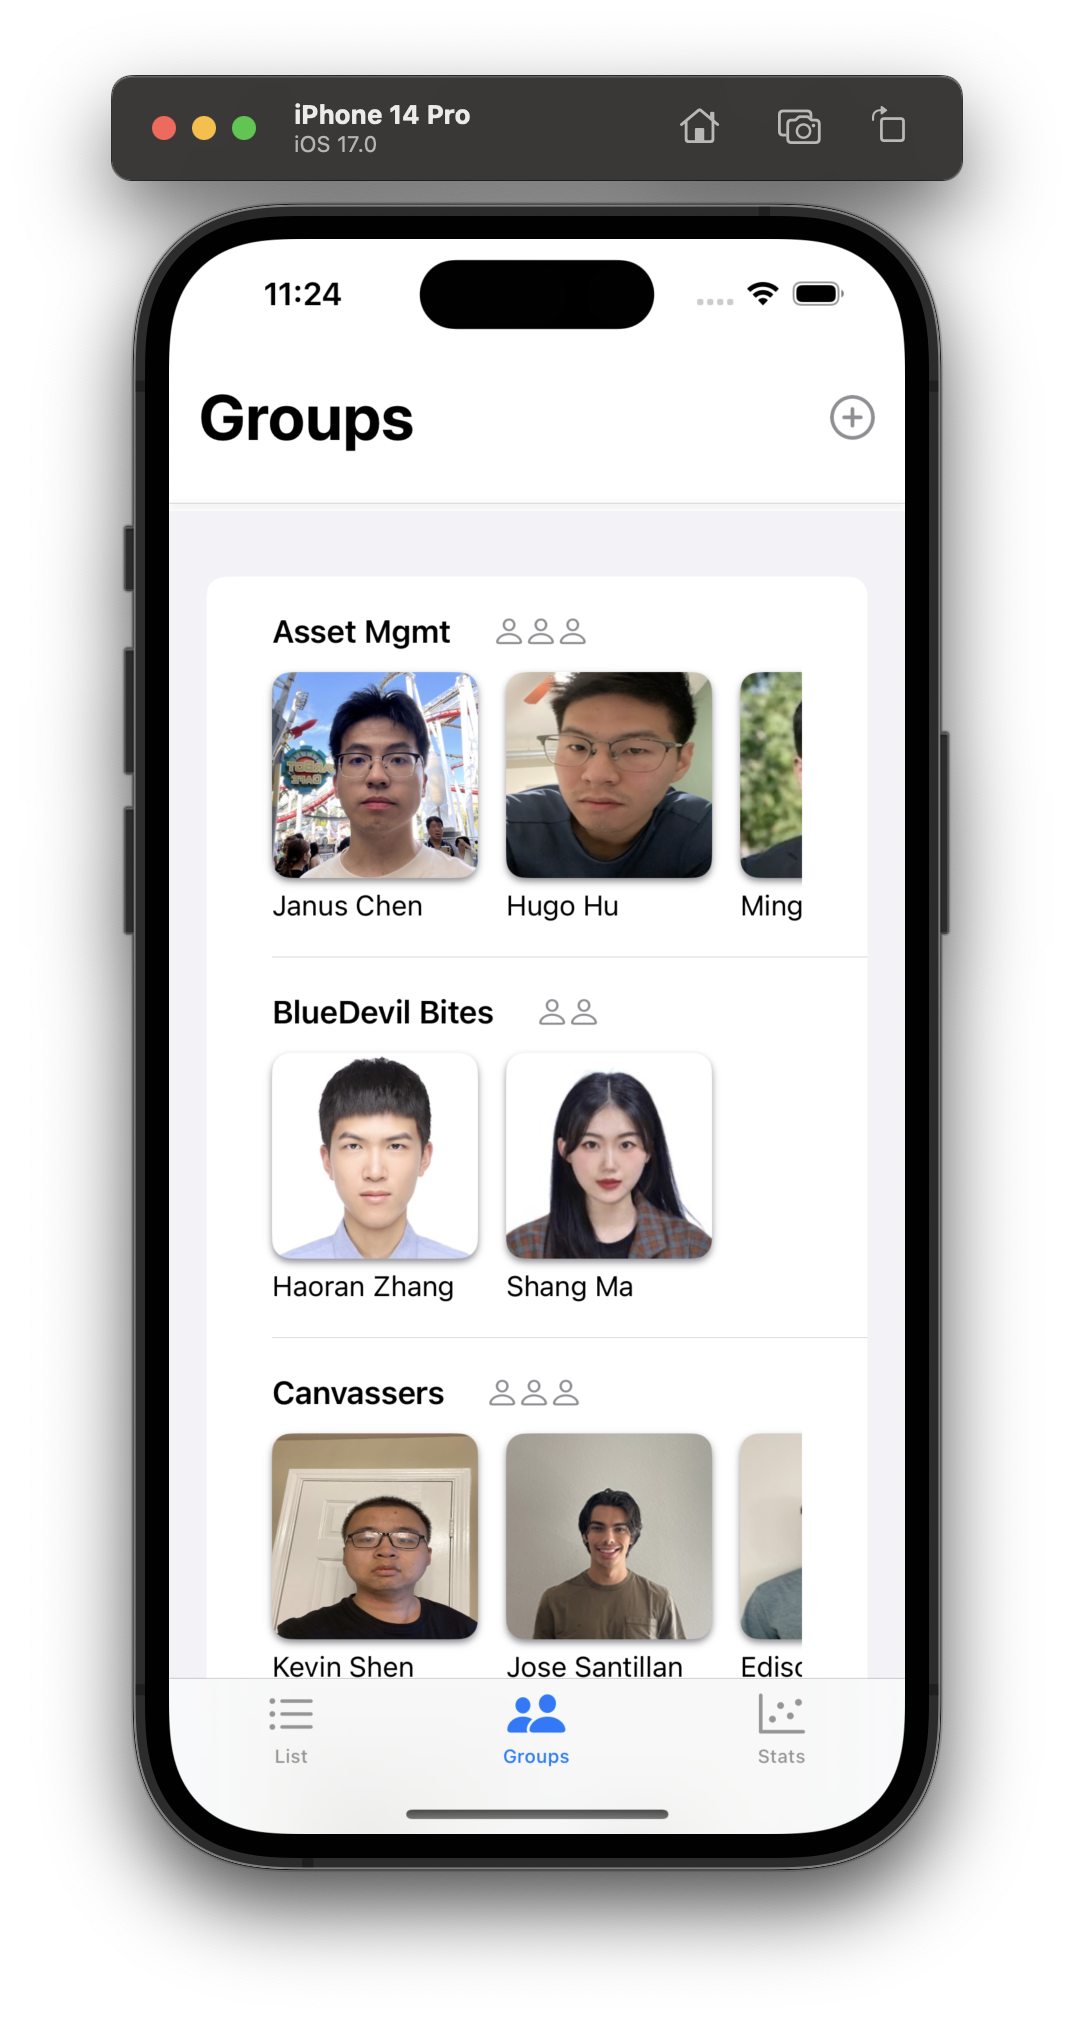 iPhone 14 Pro
iOS 17.0
11:24
Groups
Asset Mgmt
Janus Chen
Hugo Hu
Ming
BlueDevil Bites
Haoran Zhang
Shang Ma
Canvassers
Kevin Shen
Jose Santillan
List
Groups
Stats